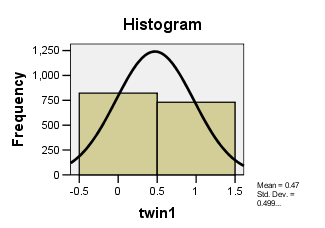 Histogram
Frequency
1,250
1,000
750
500
250
0
-0.5 0 0.5 1 1.5
twin1
Mean = 0.47
Std. Dev. =
0.499...